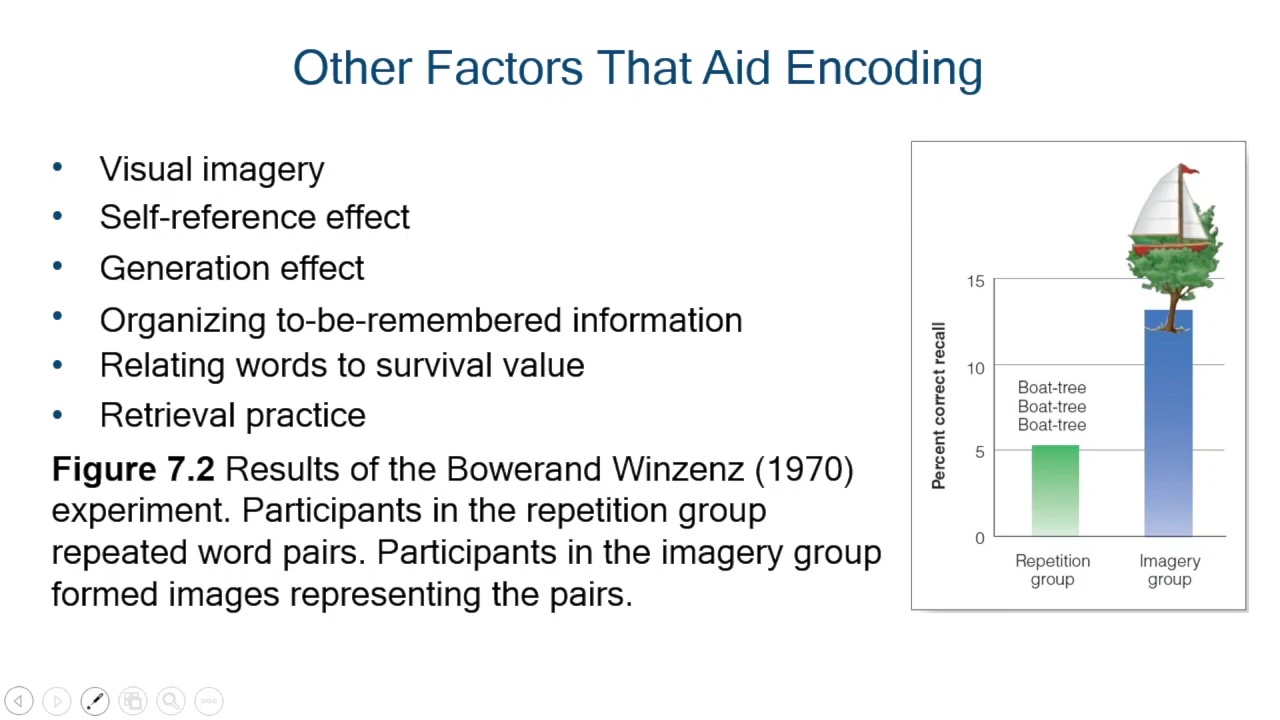 Other Factors That Aid Encoding
• Visual imagery
• Self-reference effect
• Generation effect
• Organizing to-be-remembered information
• Relating words to survival value
• Retrieval practice
Figure 7.2 Results of the Bowerand Winzenz (1970)
experiment. Participants in the repetition group
repeated word pairs. Participants in the imagery group
formed images representing the pairs.
Percent correct recall
15
10
5
0
Boat-tree
Boat-tree
Boat-tree
Repetition
group
Imagery
group